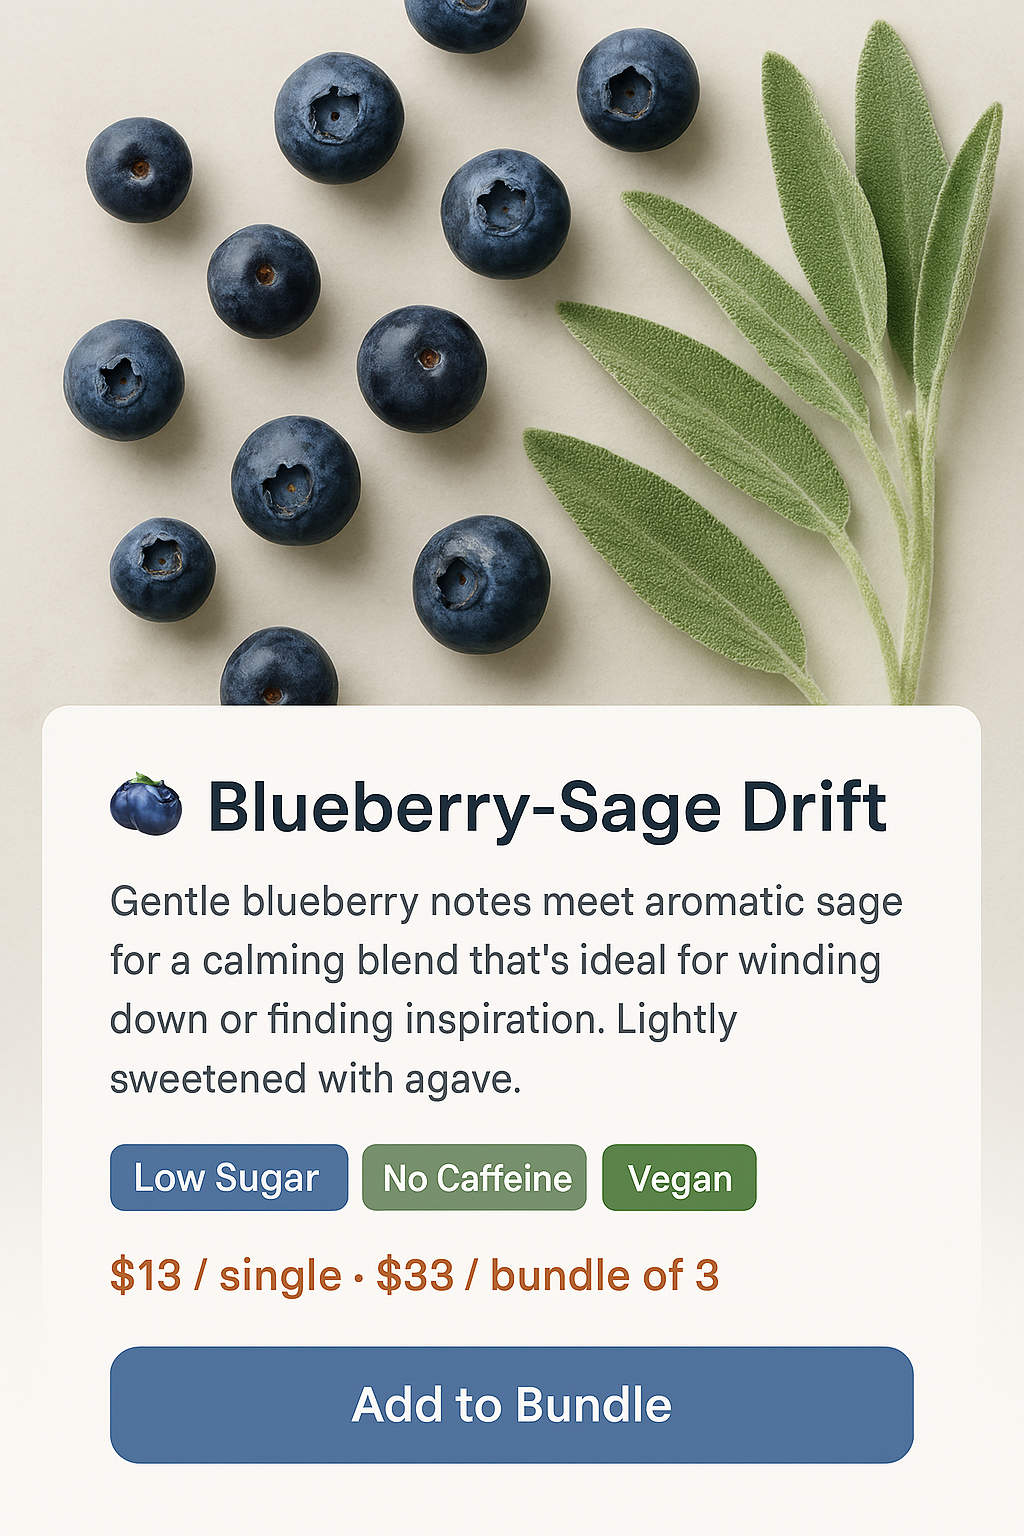 Blueberry-Sage Drift
Gentle blueberry notes meet aromatic sage
for a calming blend that's ideal for winding
down or finding inspiration. Lightly
sweetened with agave.
Low Sugar No Caffeine Vegan
$13 / single · $33 / bundle of 3
Add to Bundle